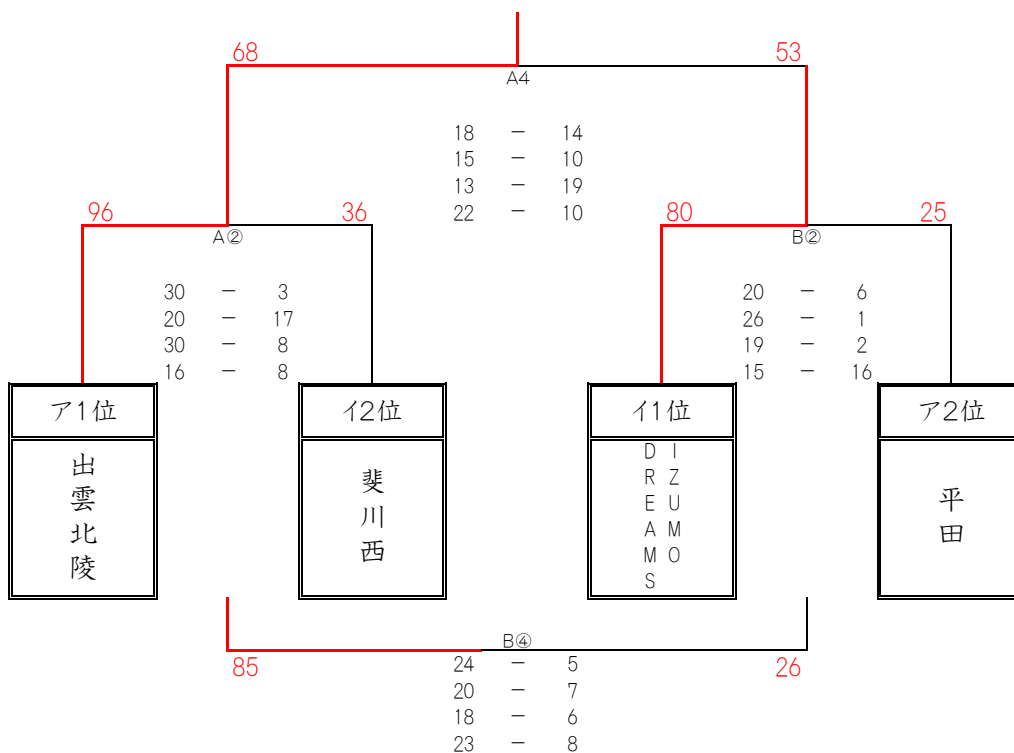 68 53
A4
18 － 14
15 － 10
13 － 19
22 － 10
96 36 80 25
A② B②
30 － 3 20 － 6
20 － 17 26 － 1
30 － 8 19 － 2
16 － 8 15 － 16
ア1位 イ2位 イ1位 ア2位
出雲北陵
斐川西
IZUMO
DREAMS
平田
B④
85 26
24 － 5
20 － 7
18 － 6
23 － 8